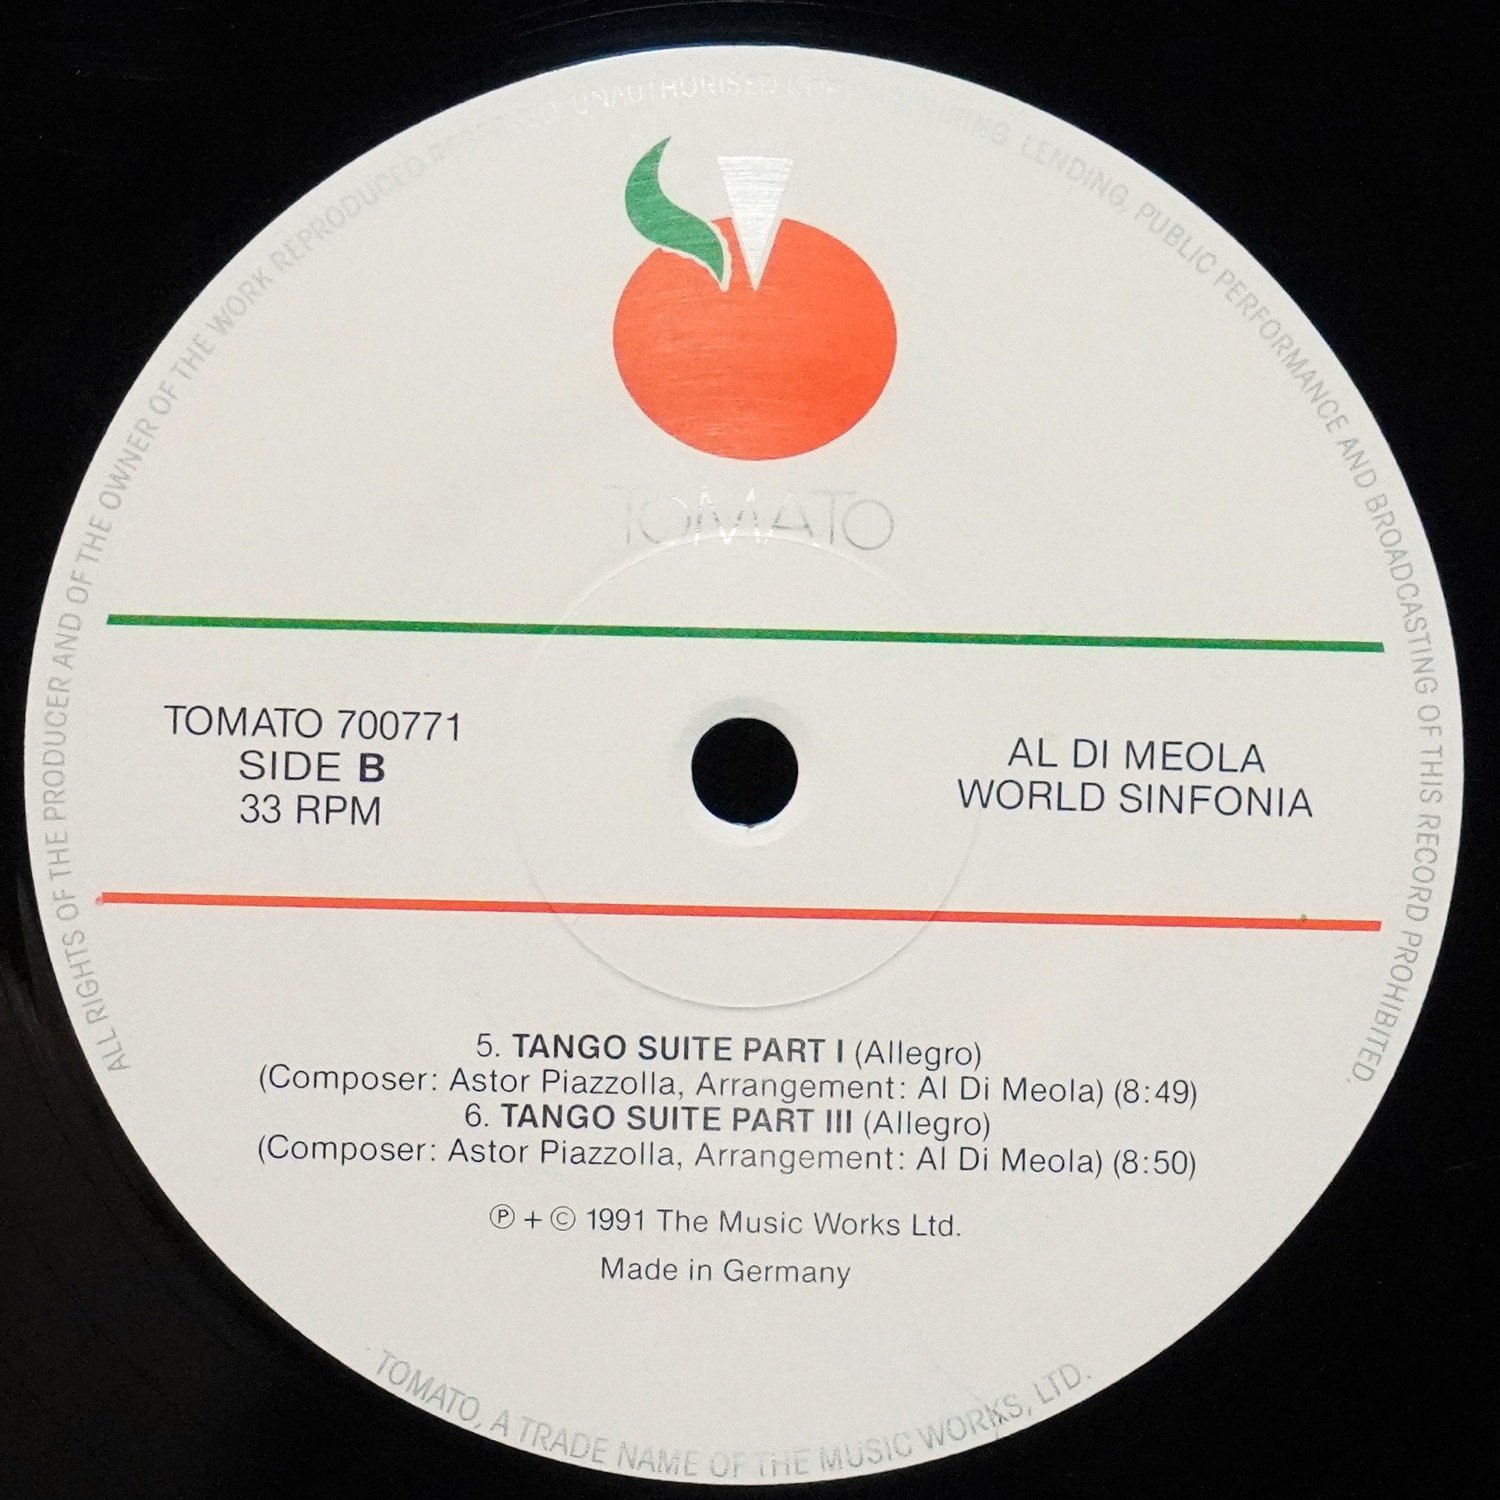 ALL RIGHTS OF THE PRODUCER AND OF THE OWNER OF THE WORK REPRODUCED RESERVED. UNAUTHORISED COPYING, HIRING, LENDING, PUBLIC PERFORMANCE AND BROADCASTING OF THIS RECORD PROHIBITED.
TOMATO
TOMATO 700771
SIDE B
33 RPM
AL DI MEOLA
WORLD SINFONIA
5. TANGO SUITE PART I (Allegro)
(Composer: Astor Piazzolla, Arrangement: Al Di Meola) (8:49)
6. TANGO SUITE PART III (Allegro)
(Composer: Astor Piazzolla, Arrangement: Al Di Meola) (8:50)
℗ + © 1991 The Music Works Ltd.
Made in Germany
TOMATO, A TRADE NAME OF THE MUSIC WORKS, LTD.